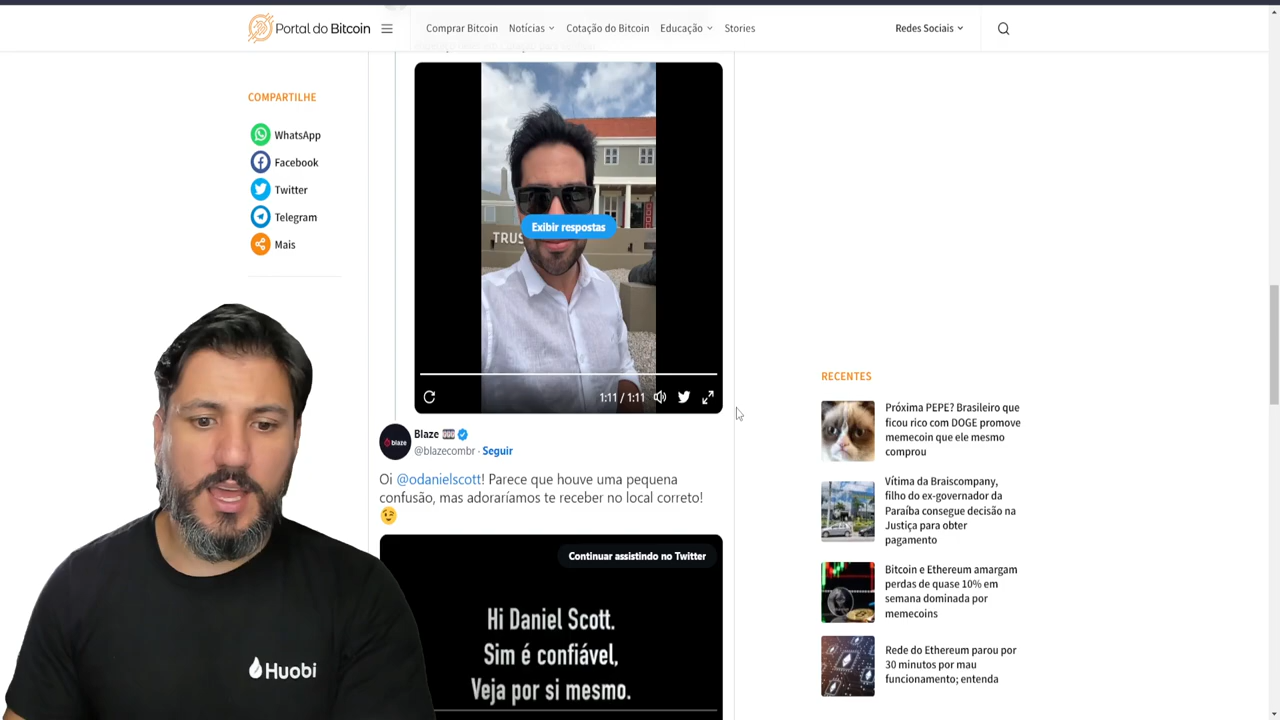 Portal do Bitcoin
Comprar Bitcoin
Notícias
Cotação do Bitcoin
Educação
Stories
Redes Sociais
COMPARTILHE
WhatsApp
Facebook
Twitter
Telegram
Mais
TRUS
Exibir respostas
1:11 / 1:11
blaze
Blaze
@blazecombr · Seguir
Oi @odanielscott! Parece que houve uma pequena
confusão, mas adoraríamos te receber no local correto!
Continuar assistindo no Twitter
Hi Daniel Scott.
Sim é confiável,
Veja por si mesmo.
RECENTES
Próxima PEPE? Brasileiro que
ficou rico com DOGE promove
memecoin que ele mesmo
comprou
Vítima da Braiscompany,
filho do ex-governador da
Paraíba consegue decisão na
Justiça para obter
pagamento
Bitcoin e Ethereum amargam
perdas de quase 10% em
semana dominada por
memecoins
Rede do Ethereum parou por
30 minutos por mau
funcionamento; entenda
Huobi